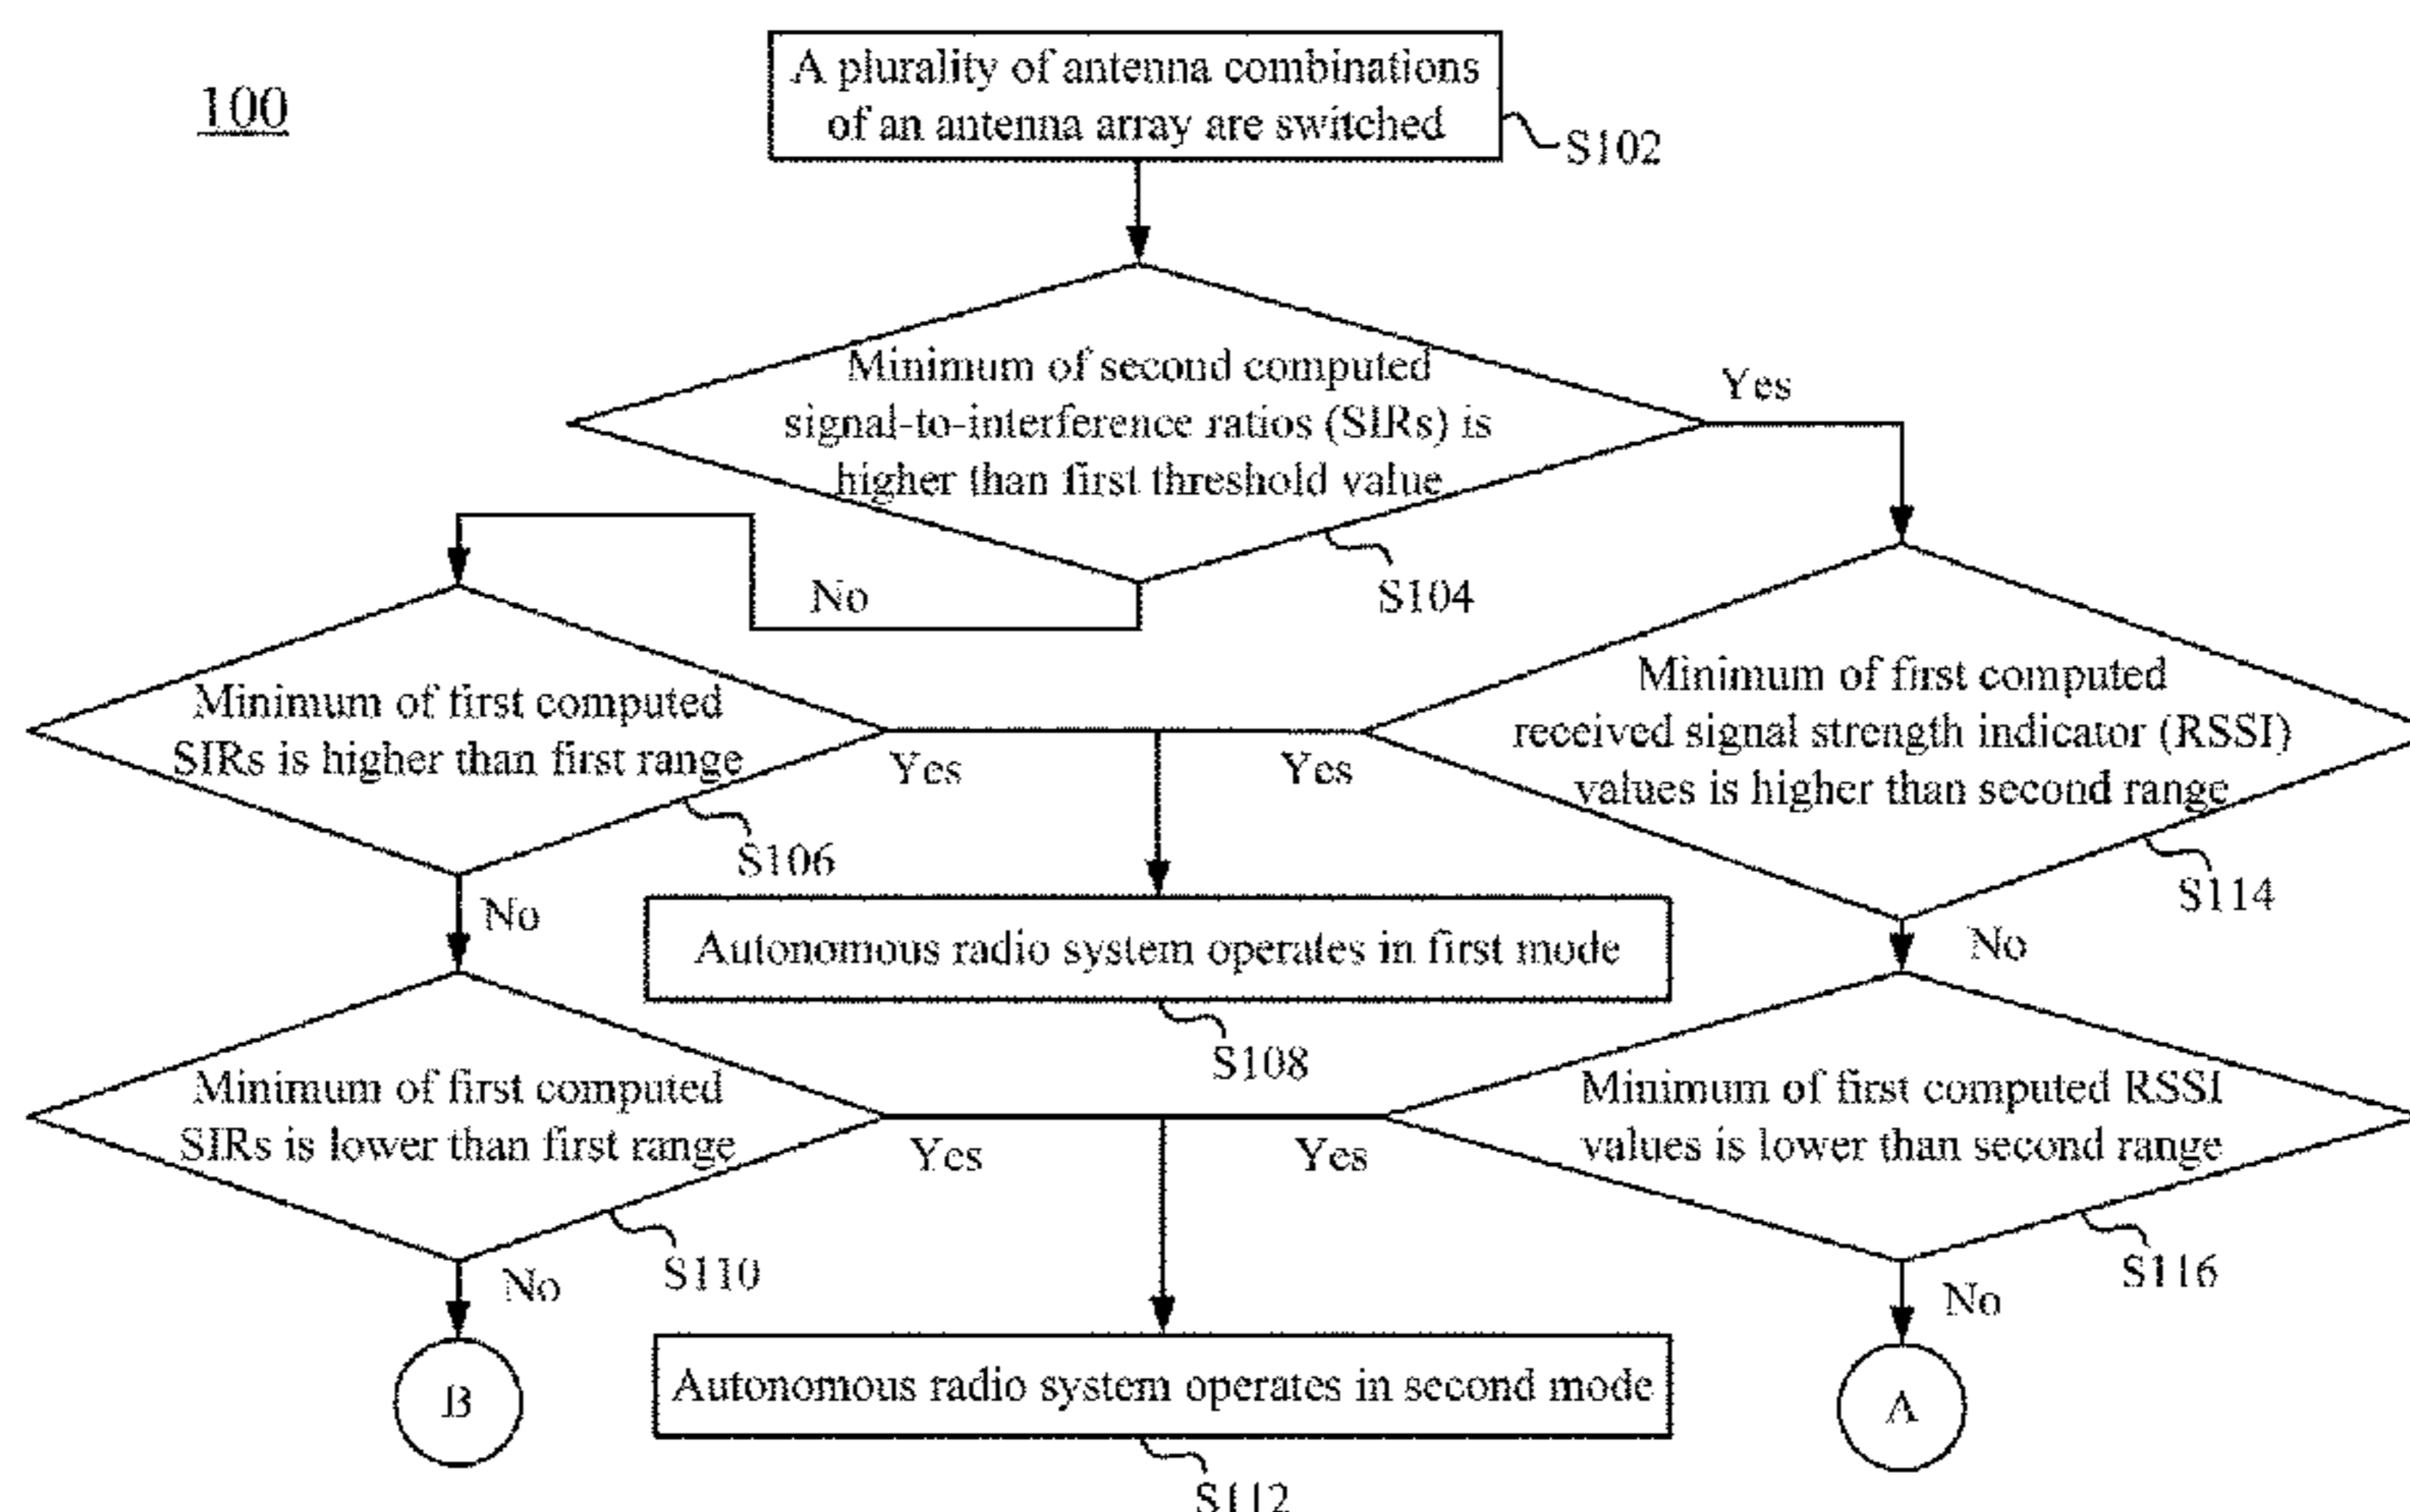 100
A plurality of antenna combinations
of an antenna array are switched
S102
Minimum of second computed
signal-to-interference ratios (SIRs) is
higher than first threshold value
Yes
S104
No
Minimum of first computed
SIRs is higher than first range
Yes
S106
No
Minimum of first computed
received signal strength indicator (RSSI)
values is higher than second range
Yes
S114
No
Autonomous radio system operates in first mode
S108
Minimum of first computed
SIRs is lower than first range
Yes
S110
No
Minimum of first computed RSSI
values is lower than second range
Yes
S116
No
B
Autonomous radio system operates in second mode
S112
A